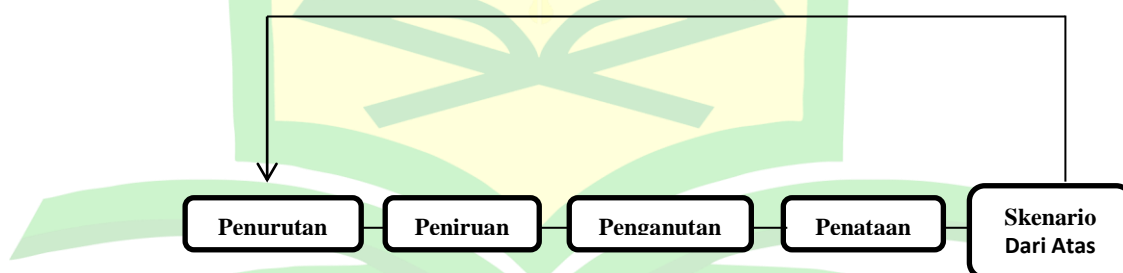 Penurutan
Peniruan
Penganutan
Penataan
Skenario
Dari Atas